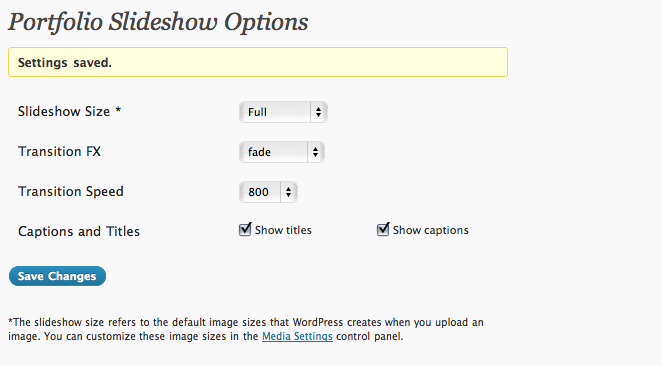 Portfolio Slideshow Options
Settings saved.
Slideshow Size * Full
Transition FX fade
Transition Speed 800
Captions and Titles Show titles Show captions
Save Changes
*The slideshow size refers to the default image sizes that WordPress creates when you upload an
image. You can customize these image sizes in the Media Settings control panel.